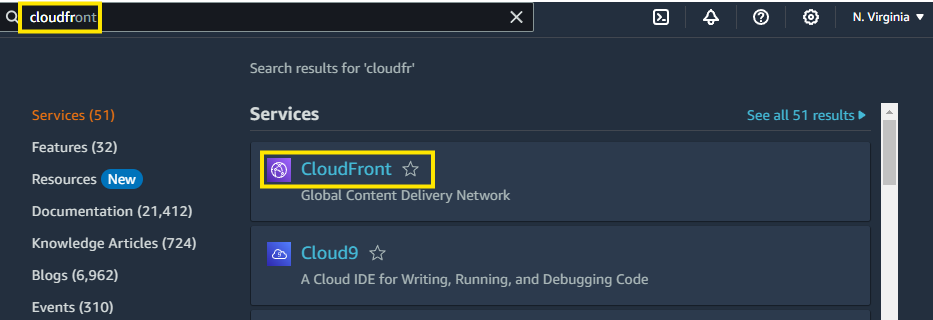 cloudfront
N. Virginia
Search results for 'cloudfr'
Services (51)
Features (32)
Resources New
Documentation (21,412)
Knowledge Articles (724)
Blogs (6,962)
Events (310)
Services
See all 51 results
CloudFront
Global Content Delivery Network
Cloud9
A Cloud IDE for Writing, Running, and Debugging Code